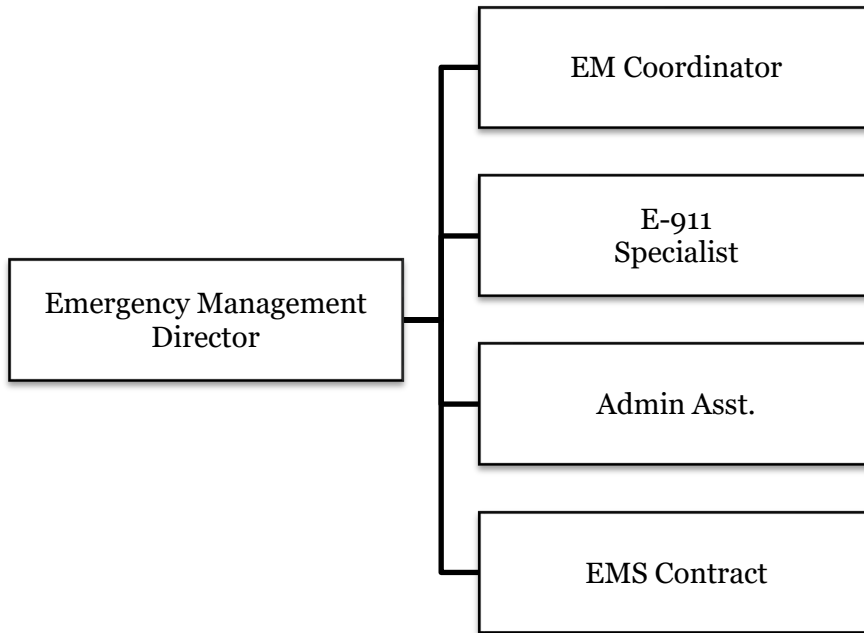 EM Coordinator
E-911
Specialist
Emergency Management
Director
Admin Asst.
EMS Contract